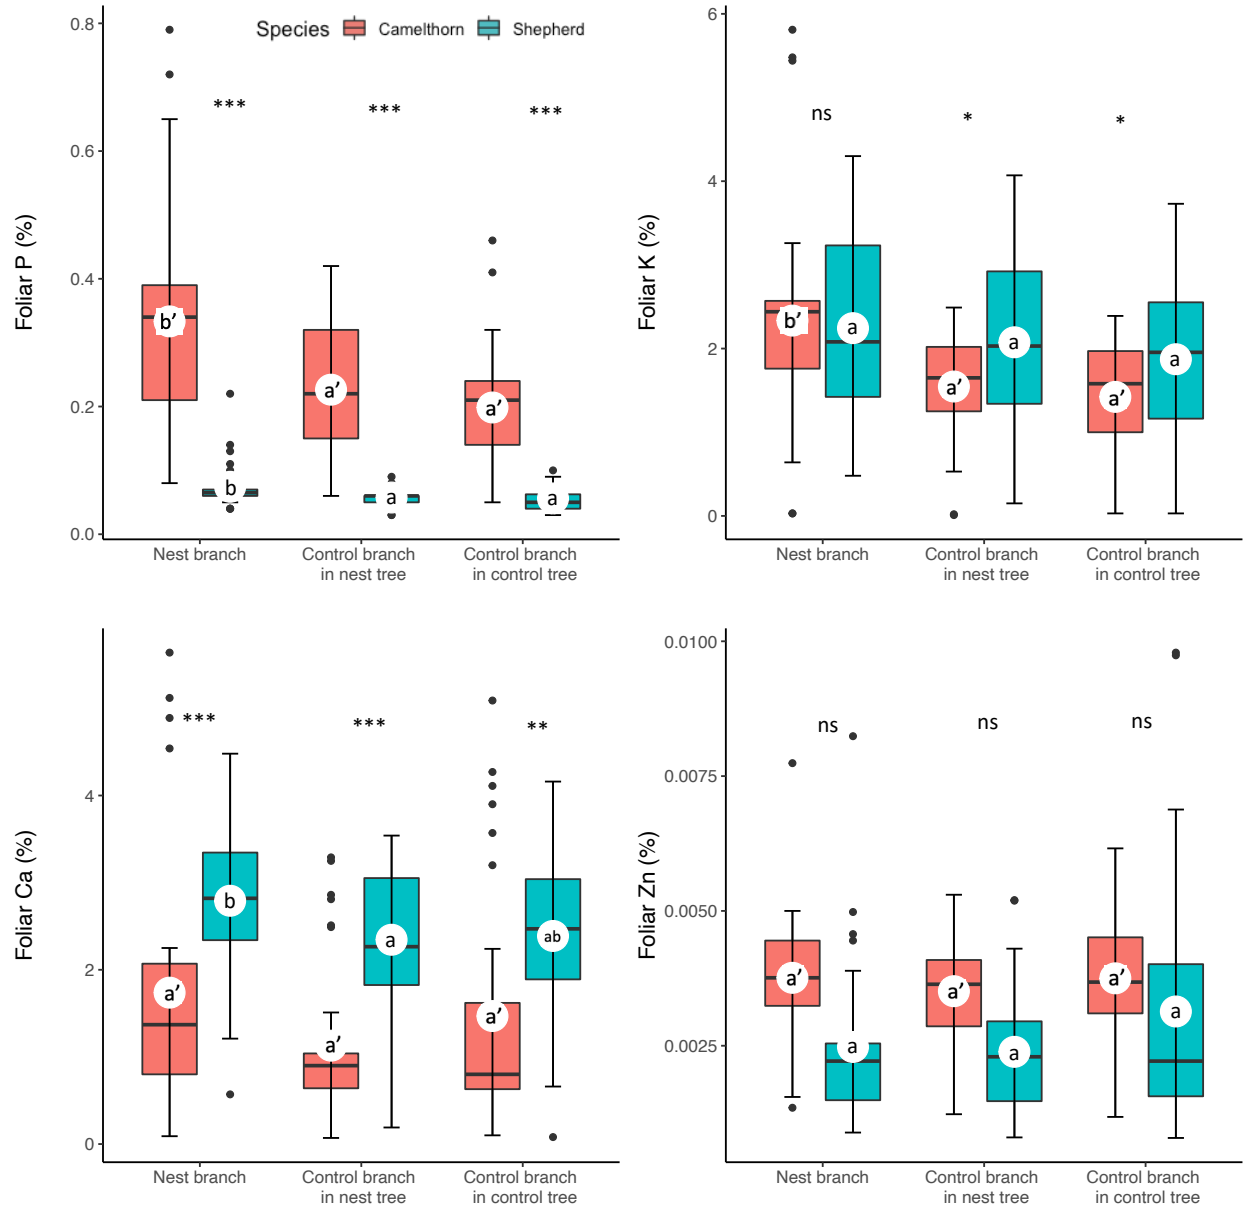 Species Camelthorn Shepherd
Foliar P (%)
0.8
0.6
0.4
0.2
0.0
*** *** ***
b’ b a’ a a’ a
Nest branch Control branch in nest tree Control branch in control tree
Foliar K (%)
6
4
2
0
ns * *
b’ a a’ a a’ a
Nest branch Control branch in nest tree Control branch in control tree
Foliar Ca (%)
4
2
0
*** *** **
a’ b a’ a a’ ab
Nest branch Control branch in nest tree Control branch in control tree
Foliar Zn (%)
0.0100
0.0075
0.0050
0.0025
ns ns ns
a’ a a’ a a’ a
Nest branch Control branch in nest tree Control branch in control tree